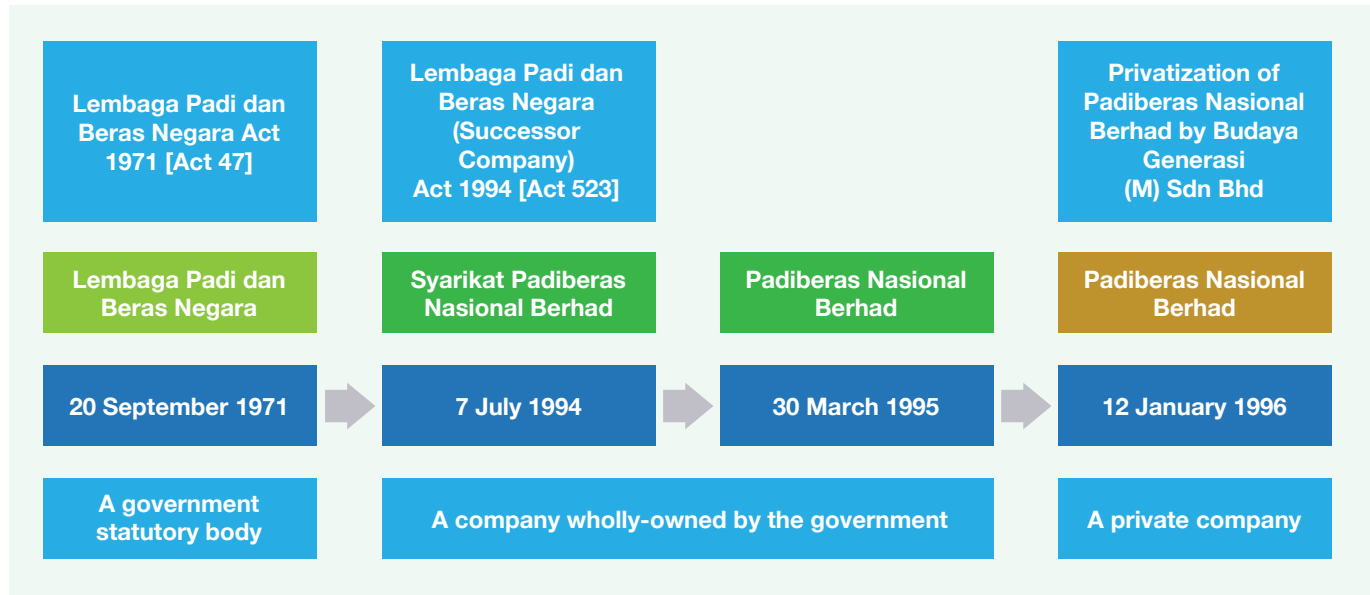 Lembaga Padi dan
Beras Negara Act
1971 [Act 47]
Lembaga Padi dan
Beras Negara
(Successor
Company)
Act 1994 [Act 523]
Privatization of
Padiberas Nasional
Berhad by Budaya
Generasi
(M) Sdn Bhd
Lembaga Padi dan
Beras Negara
Syarikat Padiberas
Nasional Berhad
Padiberas Nasional
Berhad
Padiberas Nasional
Berhad
20 September 1971
7 July 1994
30 March 1995
12 January 1996
A government
statutory body
A company wholly-owned by the government
A private company